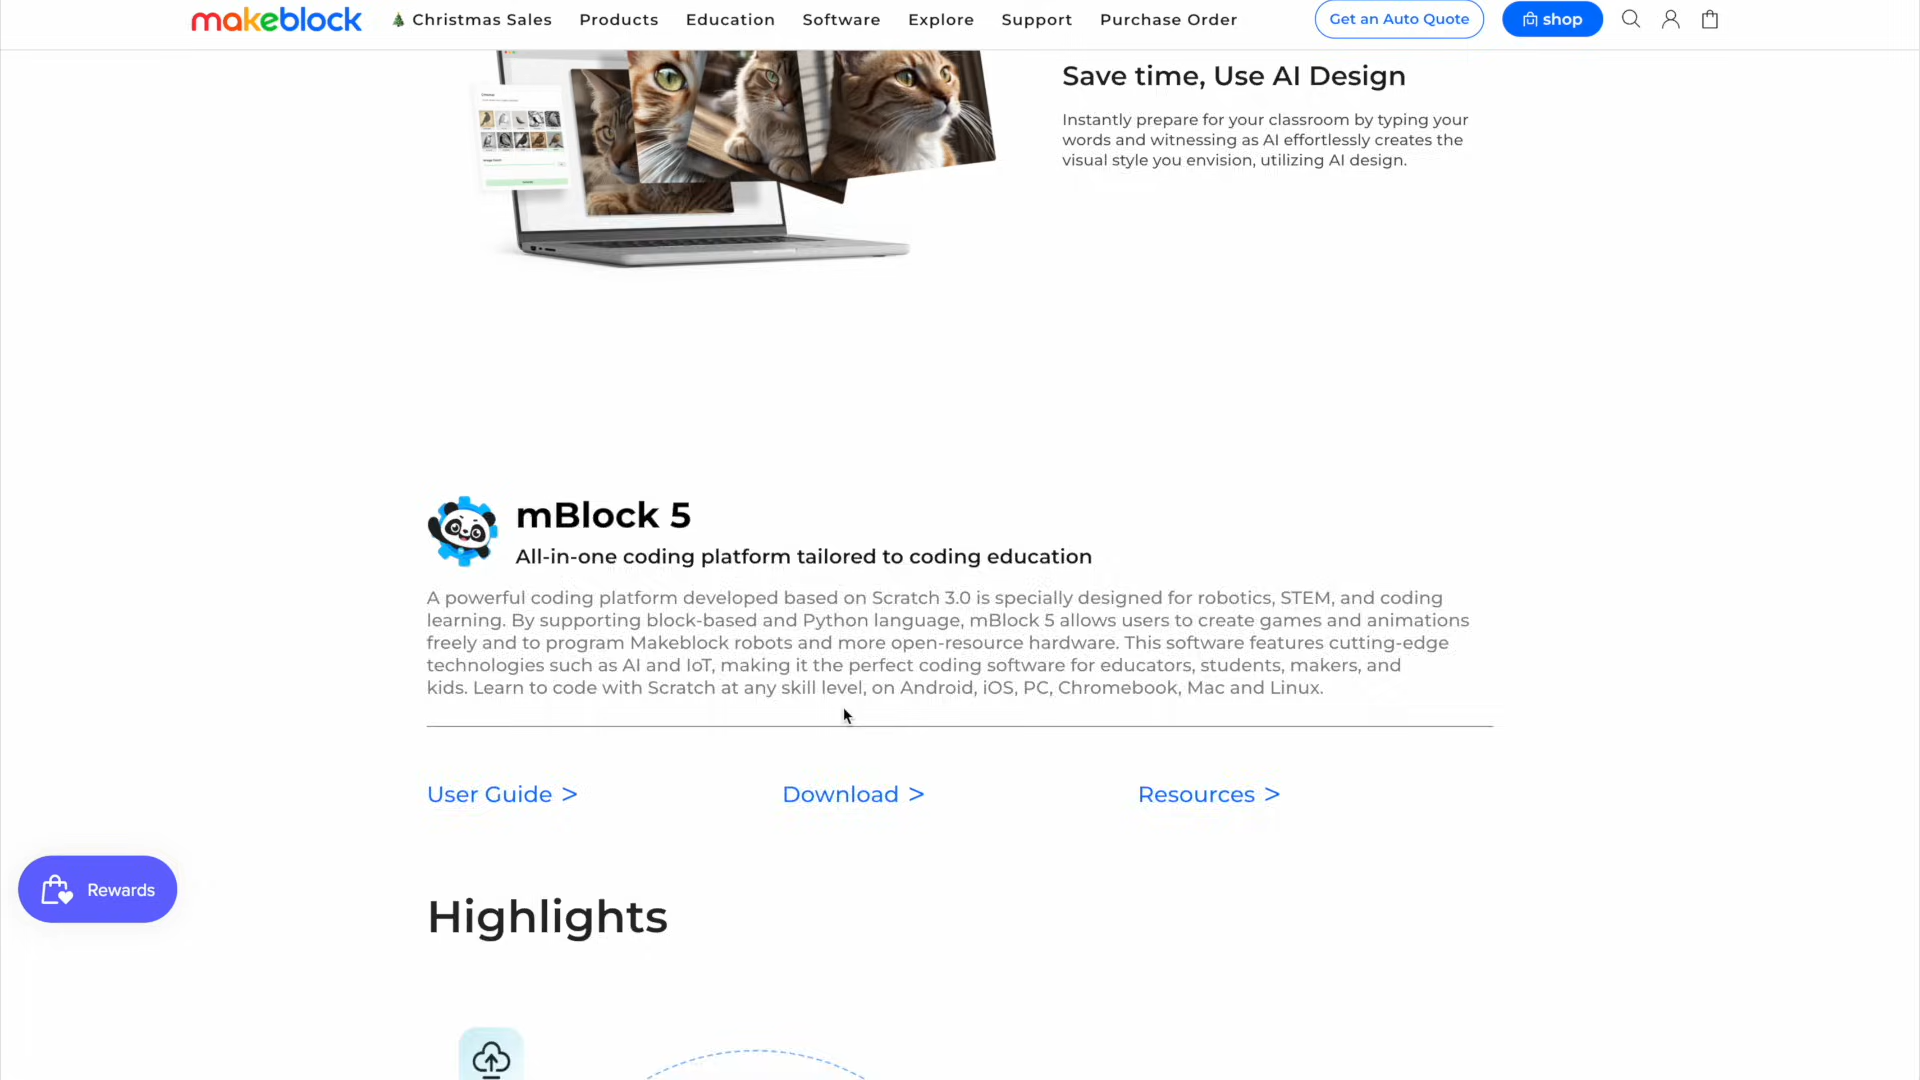 makeblock
Christmas Sales
Products
Education
Software
Explore
Support
Purchase Order
Get an Auto Quote
shop
Save time, Use AI Design
Instantly prepare for your classroom by typing your
words and witnessing as AI effortlessly creates the
visual style you envision, utilizing AI design.
mBlock 5
All-in-one coding platform tailored to coding education
A powerful coding platform developed based on Scratch 3.0 is specially designed for robotics, STEM, and coding
learning. By supporting block-based and Python language, mBlock 5 allows users to create games and animations
freely and to program Makeblock robots and more open-resource hardware. This software features cutting-edge
technologies such as AI and IoT, making it the perfect coding software for educators, students, makers, and
kids. Learn to code with Scratch at any skill level, on Android, iOS, PC, Chromebook, Mac and Linux.
User Guide >
Download >
Resources >
Rewards
Highlights